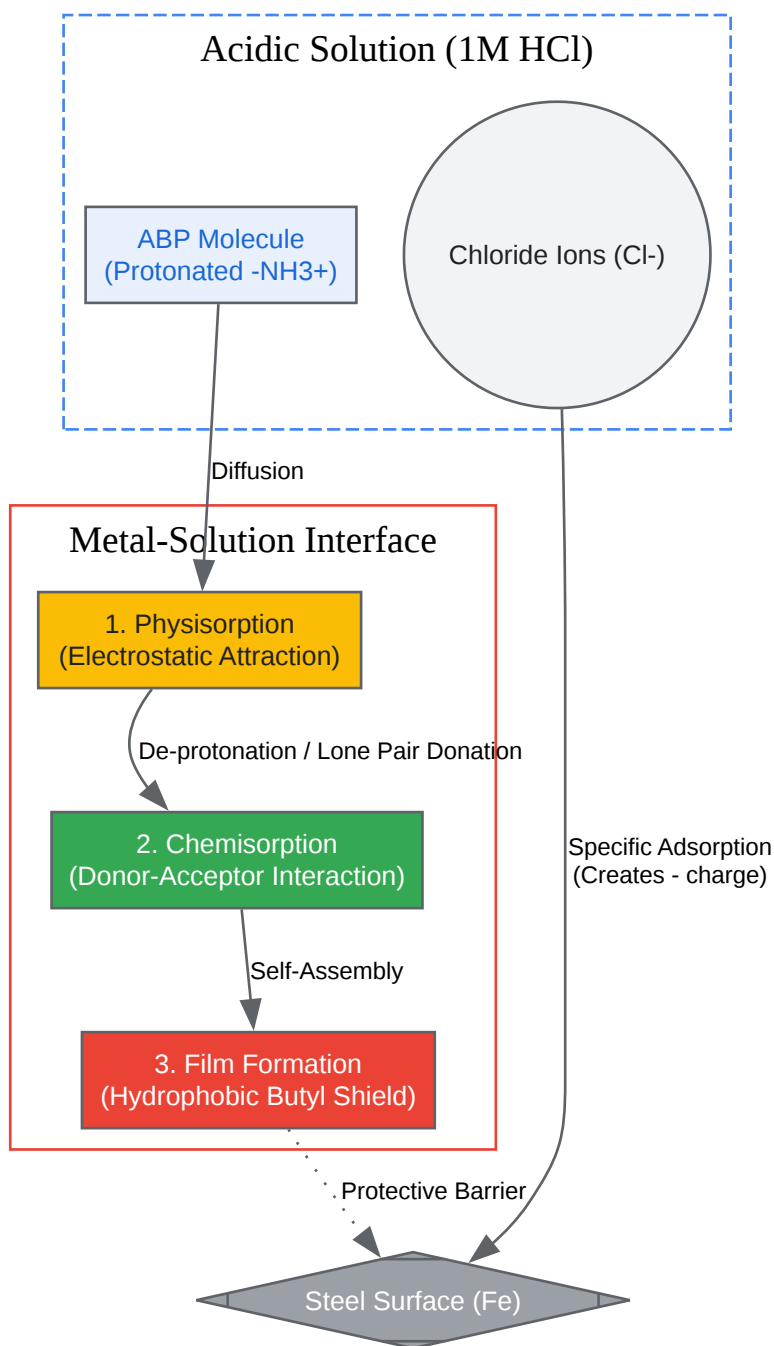 Acidic Solution (1M HCl)
ABP Molecule
(Protonated -NH3+)
Chloride Ions (Cl-)
Diffusion
Metal-Solution Interface
1. Physisorption
(Electrostatic Attraction)
De-protonation / Lone Pair Donation
2. Chemisorption
(Donor-Acceptor Interaction)
Specific Adsorption
(Creates - charge)
Self-Assembly
3. Film Formation
(Hydrophobic Butyl Shield)
Protective Barrier
Steel Surface (Fe)